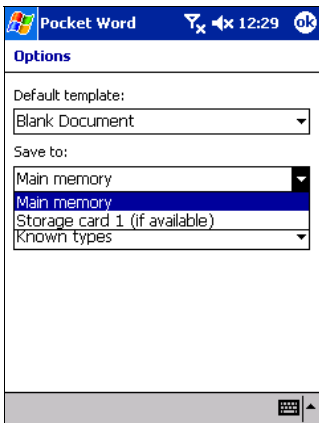 Pocket Word 12:29 ok
Options
Default template:
Blank Document
Save to:
Main memory
Main memory
Storage card 1 (if available)
Known types